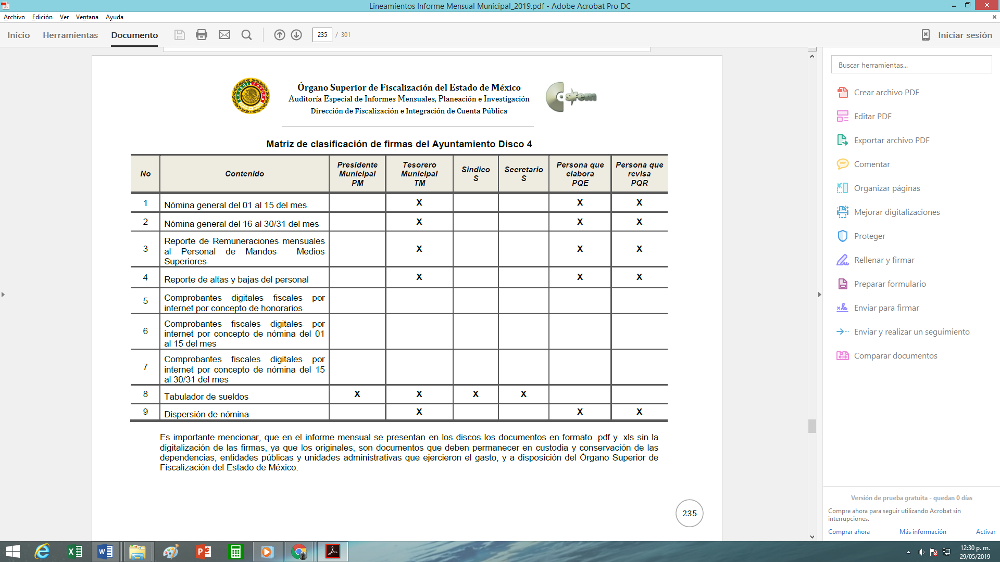 Lineamientos Informe Mensual Municipal_2019.pdf - Adobe Acrobat Pro DC
Archivo Edición Ver Ventana Ayuda
Inicio Herramientas Documento 235 / 301 Iniciar sesión
Órgano Superior de Fiscalización del Estado de México
Auditoría Especial de Informes Mensuales, Planeación e Investigación
Dirección de Fiscalización e Integración de Cuenta Pública
osfem
Matriz de clasificación de firmas del Ayuntamiento Disco 4
No Contenido Presidente Municipal PM Tesorero Municipal TM Sindico S Secretario S Persona que elabora PQE Persona que revisa PQR
1 Nómina general del 01 al 15 del mes X X X
2 Nómina general del 16 al 30/31 del mes X X X
3 Reporte de Remuneraciones mensuales
al Personal de Mandos Medios
Superiores X X X
4 Reporte de altas y bajas del personal X X X
5 Comprobantes digitales fiscales por
internet por concepto de honorarios
6 Comprobantes fiscales digitales por
internet por concepto de nómina del 01
al 15 del mes
7 Comprobantes fiscales digitales por
internet por concepto de nómina del 15
al 30/31 del mes
8 Tabulador de sueldos X X X X
9 Dispersión de nómina X X X
Es importante mencionar, que en el informe mensual se presentan en los discos los documentos en formato .pdf y .xls sin la
digitalización de las firmas, ya que los originales, son documentos que deben permanecer en custodia y conservación de las
dependencias, entidades públicas y unidades administrativas que ejercieron el gasto, y a disposición del Órgano Superior de
Fiscalización del Estado de México.
235
Buscar herramientas...
Crear archivo PDF
Editar PDF
Exportar archivo PDF
Comentar
Organizar páginas
Mejorar digitalizaciones
Proteger
Rellenar y firmar
Preparar formulario
Enviar para firmar
Enviar y realizar un seguimiento
Comparar documentos
Versión de prueba gratuita - quedan 0 días
Compre ahora para seguir utilizando Acrobat sin
interrupciones.
Comprar ahora Más información Activar
12:30 p. m.
29/05/2019